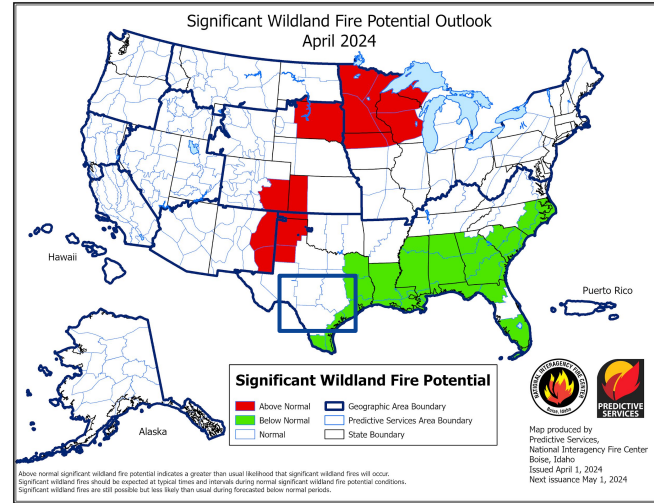 Significant Wildland Fire Potential Outlook
April 2024
Hawaii
Puerto Rico
Alaska
Significant Wildland Fire Potential
Above Normal
Below Normal
Normal
Geographic Area Boundary
Predictive Services Area Boundary
State Boundary
NATIONAL INTERAGENCY FIRE CENTER
Boise, Idaho
PREDICTIVE
SERVICES
Map produced by
Predictive Services,
National Interagency Fire Center
Boise, Idaho
Issued April 1, 2024
Next issuance May 1, 2024
Above normal significant wildland fire potential indicates a greater than usual likelihood that significant wildland fires will occur.
Significant wildland fires should be expected at typical times and intervals during normal significant wildland fire potential conditions.
Significant wildland fires are still possible but less likely than usual during forecasted below normal periods.